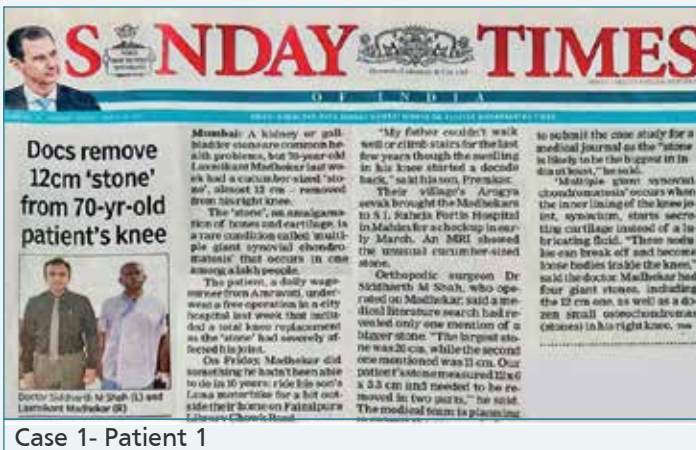 SUNDAY TIMES
OF INDIA
Docs remove
12cm 'stone'
from 70-yr-old
patient's knee
Doctor Siddharth M Shah (L) and
Laxmikant Madhekar (R)
Mumbai: A kidney or gall-
bladder stone are common he-
alth problems, but 70-year-old
Laxmikant Madhekar last we-
ek had a cucumber-sized 'sto-
ne', almost 12 cm - removed
from his right knee.
The 'stone', an amalgama-
tion of bones and cartilage, is
a rare condition called 'multi-
ple giant synovial chondro-
matosis' that occurs in one
among a lakh people.
The patient, a daily wage-
earner from Amravati, under-
went a free operation in a city
hospital last week that inclu-
ded a total knee replacement
as the 'stone' had severely af-
fected his joint.
On Friday, Madhekar did
something he hadn't been able
to do in 10 years: ride his son's
Luna motorbike for a bit out-
side their home on Faizalpura
"My father couldn't walk
well or climb stairs for the last
few years though the swelling
in his knee started a decade
back," said his son, Premkar.
Their village's Arogya
sevak brought the Madhekars
to S L Raheja Fortis Hospital
in Mahim for a checkup in ear-
ly March. An MRI showed
the unusual cucumber-sized
stone.
Orthopedic surgeon Dr
Siddharth M Shah, who ope-
rated on Madhekar, said a me-
dical literature search had re-
vealed only one mention of a
bigger stone. "The largest sto-
ne was 20 cm, while the second
one mentioned was 11 cm. Our
patient's stone measured 12x6
x 5.5 cm and needed to be re-
moved in two parts," he said.
The medical team is planning
to submit the case study for a
medical journal as the "stone
is likely to be the biggest in In-
dia at least," he said.
'Multiple giant synovial
chondromatosis' occurs when
the inner lining of the knee jo-
int, synovium, starts secre-
ting cartilage instead of a lu-
bricating fluid. "These nodu-
les can break off and become
loose bodies inside the knee,"
said the doctor. Madhekar had
four giant stones, including
the 12 cm one, as well as a do-
zen small osteochondromas
(stones) in his right knee.
Case 1- Patient 1